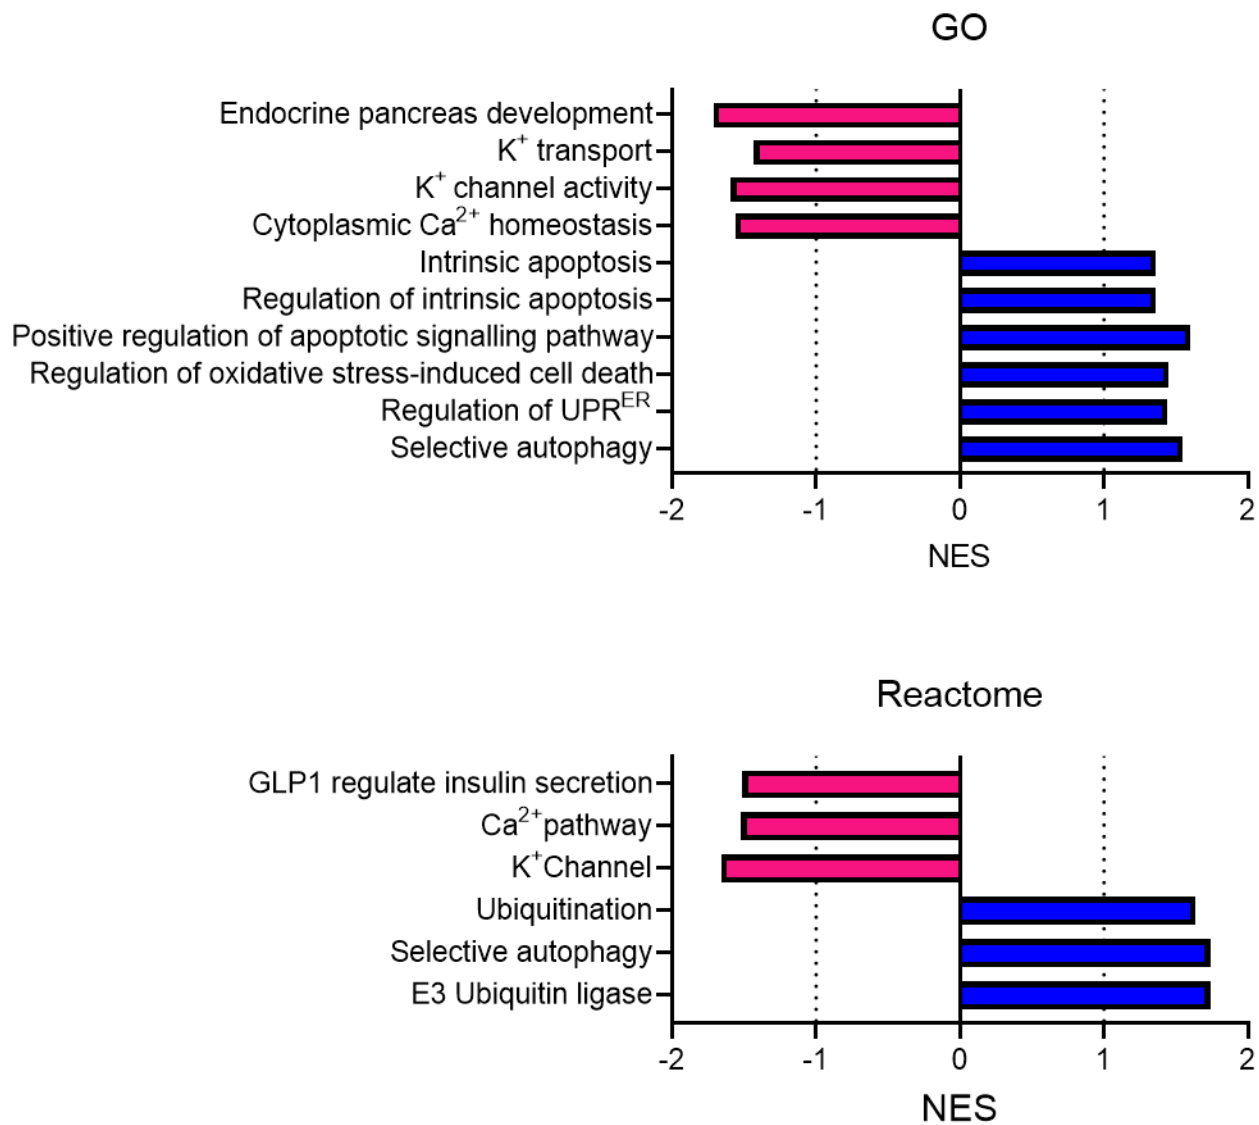 GO
Endocrine pancreas development
K⁺ transport
K⁺ channel activity
Cytoplasmic Ca²⁺ homeostasis
Intrinsic apoptosis
Regulation of intrinsic apoptosis
Positive regulation of apoptotic signalling pathway
Regulation of oxidative stress-induced cell death
Regulation of UPRᴱᴿ
Selective autophagy
-2 -1 0 1 2
NES
Reactome
GLP1 regulate insulin secretion
Ca²⁺pathway
K⁺Channel
Ubiquitination
Selective autophagy
E3 Ubiquitin ligase
-2 -1 0 1 2
NES